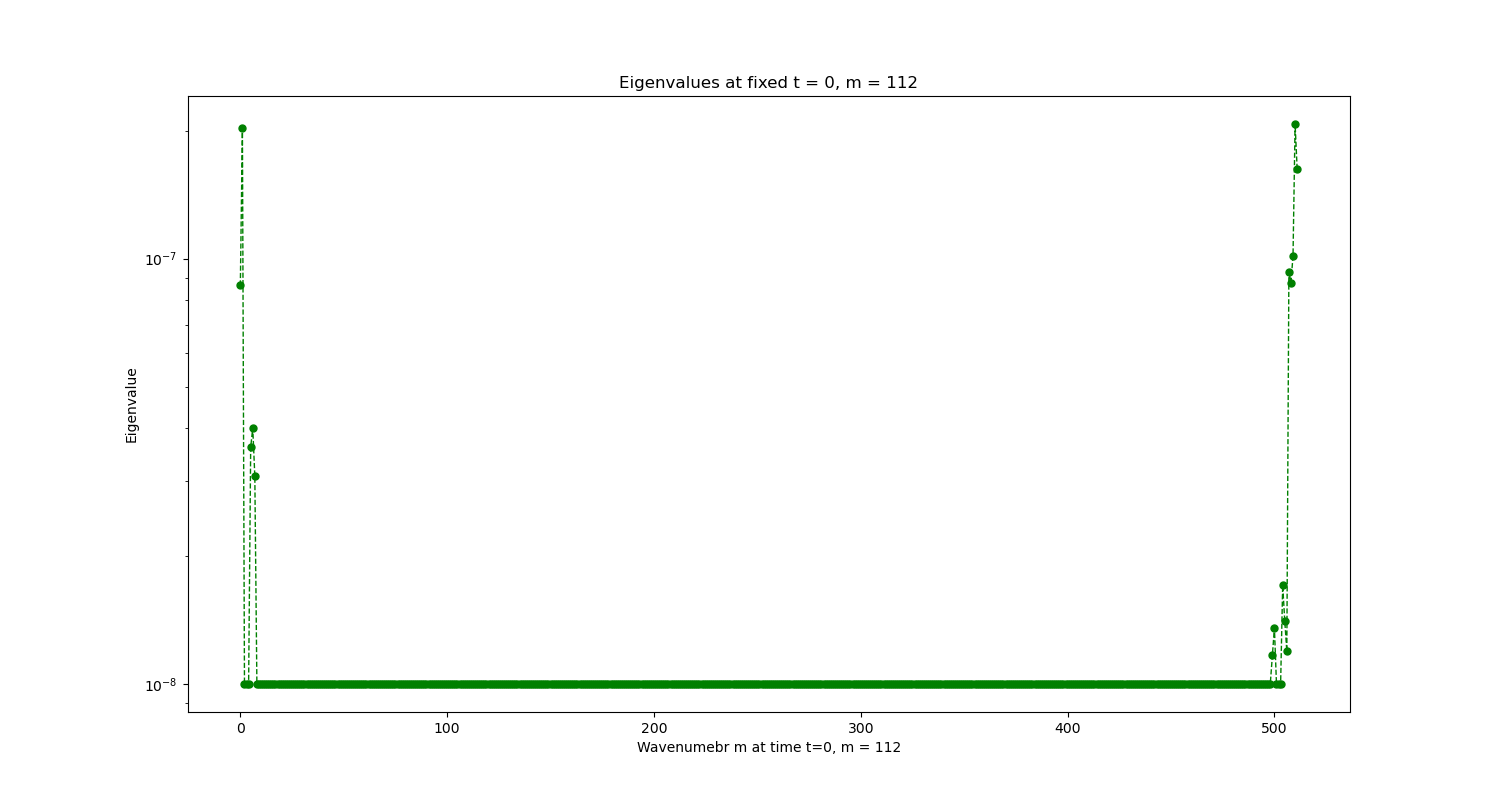 Eigenvalues at fixed t = 0, m = 112
10⁻⁷
Eigenvalue
10⁻⁸
0 100 200 300 400 500
Wavenumebr m at time t=0, m = 112